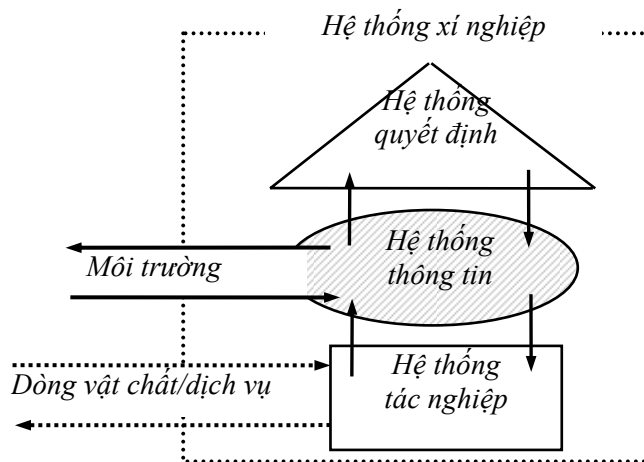 Hệ thống xí nghiệp
Hệ thống
quyết định
Hệ thống
thông tin
Môi trường
Hệ thống
tác nghiệp
Dòng vật chất/dịch vụ